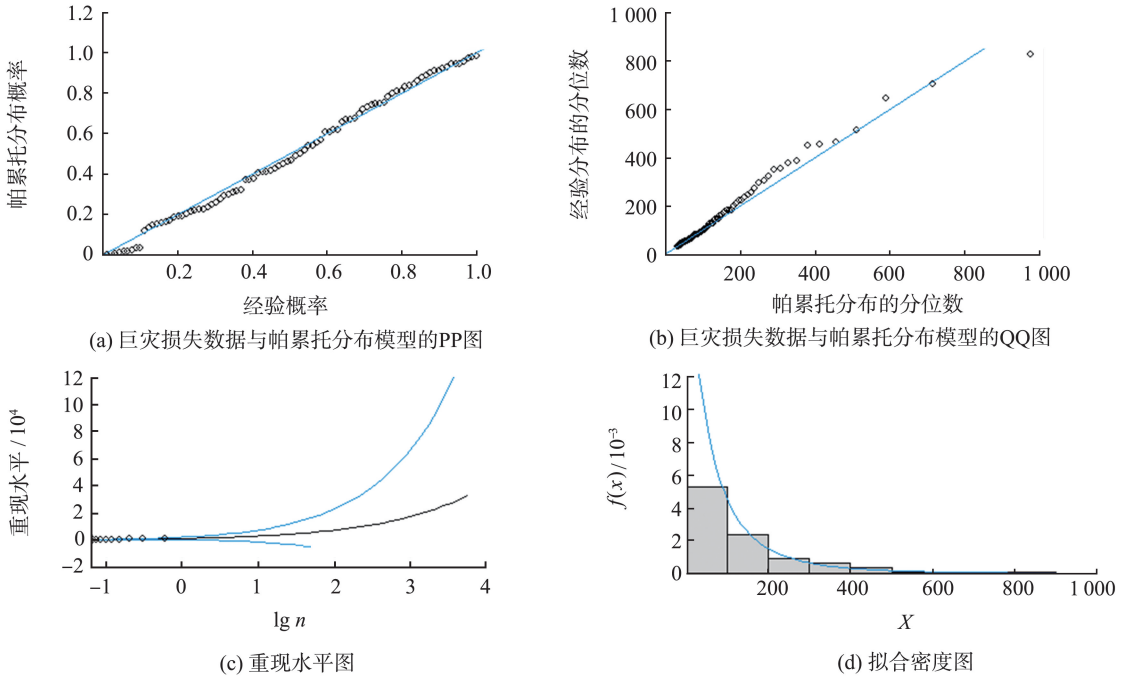 1.2
1.0
0.8
0.6
0.4
0.2
0
帕累托分布概率
0.2 0.4 0.6 0.8 1.0
经验概率
(a) 巨灾损失数据与帕累托分布模型的PP图
1 000
800
600
400
200
0
经验分布的分位数
200 400 600 800 1 000
帕累托分布的分位数
(b) 巨灾损失数据与帕累托分布模型的QQ图
12
10
8
6
4
2
0
−2
重现水平 / 10⁴
−1 0 1 2 3 4
lg n
(c) 重现水平图
12
10
8
6
4
2
0
f(x) / 10⁻³
200 400 600 800 1 000
X
(d) 拟合密度图